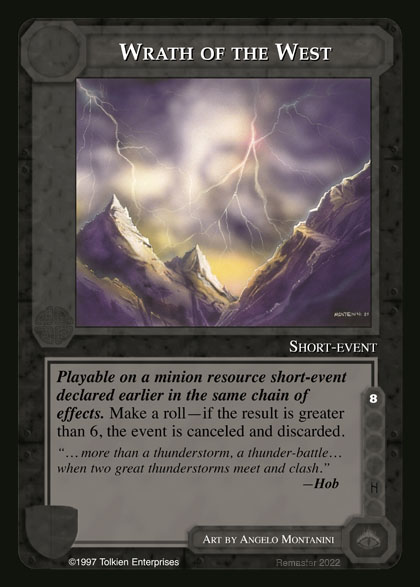 WRATH OF THE WEST
SHORT-EVENT
Playable on a minion resource short-event
declared earlier in the same chain of
effects. Make a roll—if the result is greater
than 6, the event is canceled and discarded.
“…more than a thunderstorm, a thunder-battle…
when two great thunderstorms meet and clash.”
—Hob
8
H
ART BY ANGELO MONTANINI
©1997 Tolkien Enterprises
Remaster 2022